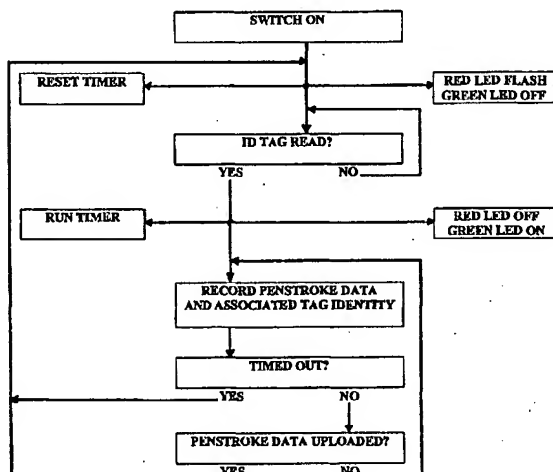 SWITCH ON
RESET TIMER
RED LED FLASH
GREEN LED OFF
ID TAG READ?
YES NO
RUN TIMER
RED LED OFF
GREEN LED ON
RECORD PENSTROKE DATA
AND ASSOCIATED TAG IDENTITY
TIMED OUT?
YES NO
PENSTROKE DATA UPLOADED?
YES NO